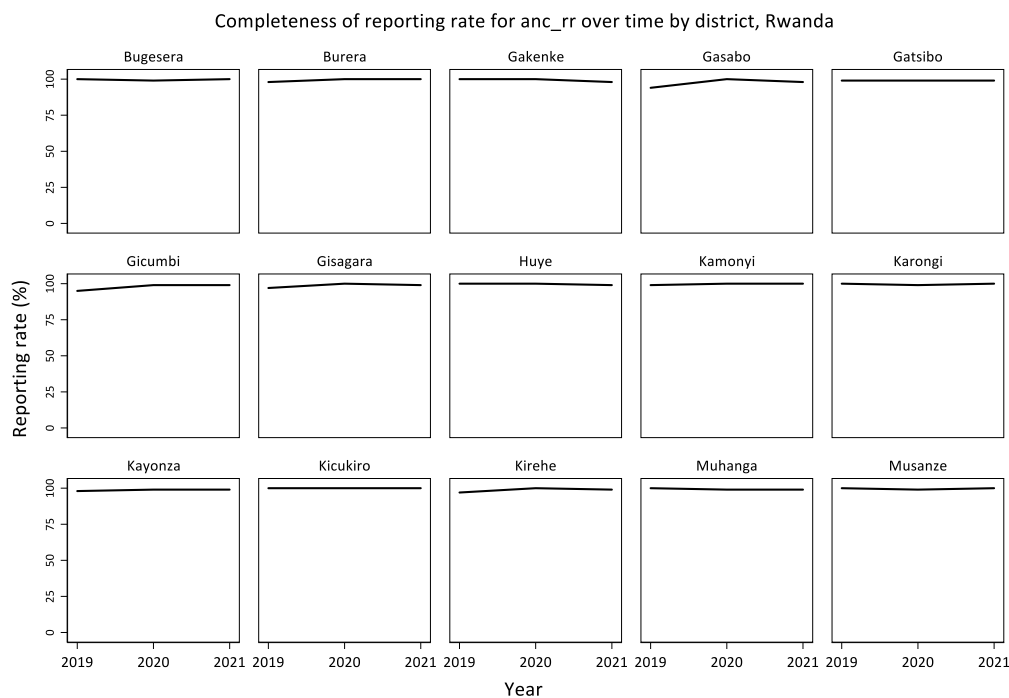 Completeness of reporting rate for anc_rr over time by district, Rwanda
Bugesera Burera Gakenke Gasabo Gatsibo
100
75
50
25
0
Gicumbi Gisagara Huye Kamonyi Karongi
100
75
50
25
0
Reporting rate (%)
Kayonza Kicukiro Kirehe Muhanga Musanze
100
75
50
25
0
2019 2020 2021 2019 2020 2021 2019 2020 2021 2019 2020 2021 2019 2020 2021
Year